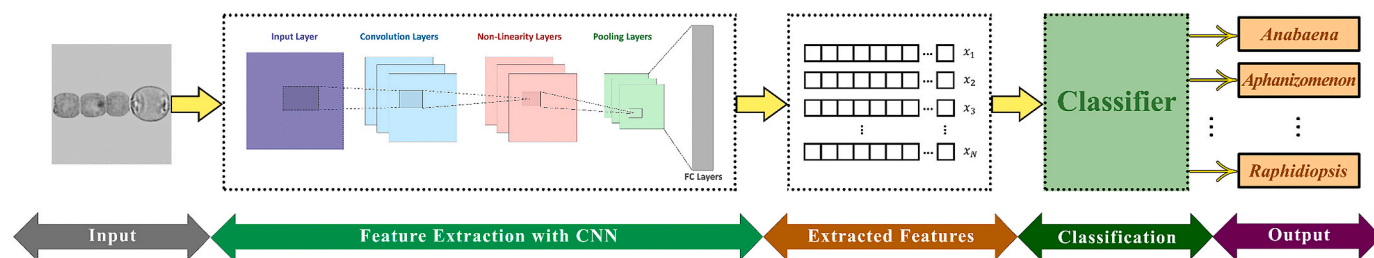 Input Layer
Convolution Layers
Non-Linearity Layers
Pooling Layers
FC Layers
... x₁
... x₂
... x₃
⋮ ⋮
... x_N
Classifier
Anabaena
Aphanizomenon
⋮ ⋮
Raphidiopsis
Input
Feature Extraction with CNN
Extracted Features
Classification
Output